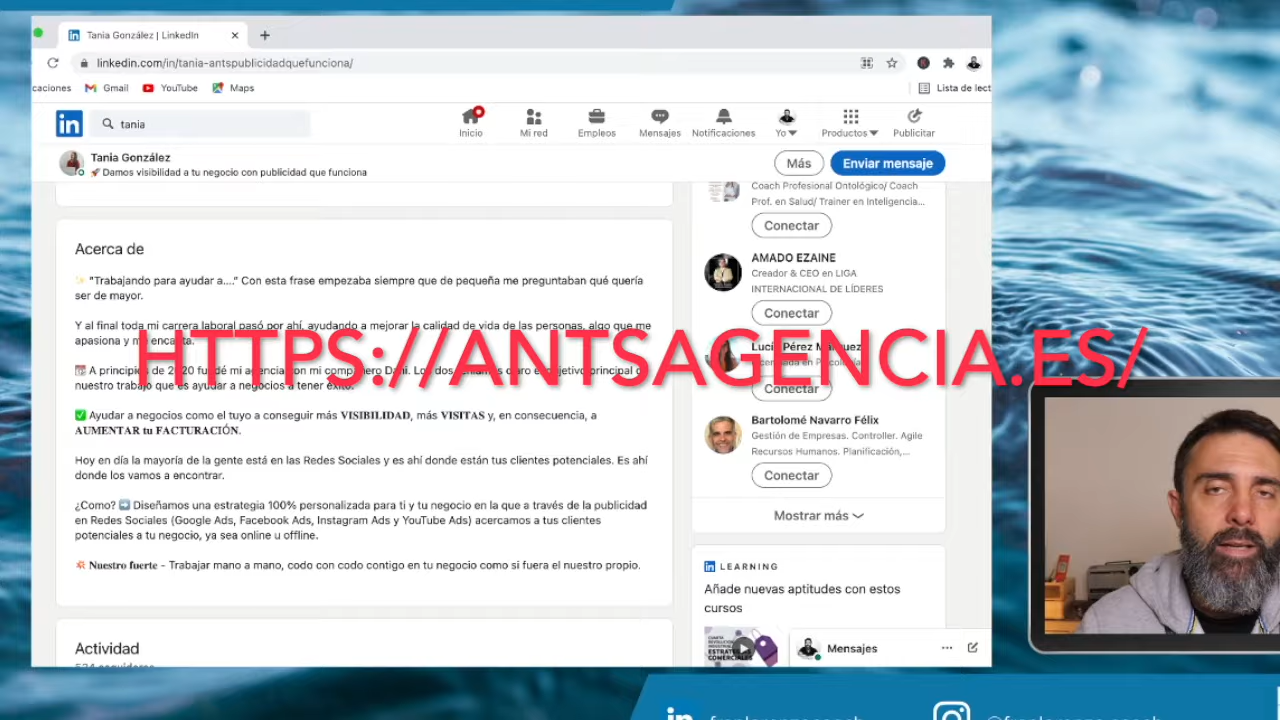 Tania González | LinkedIn
linkedin.com/in/tania-antspublicidadquefunciona/
caciones Gmail YouTube Maps Lista de lect
in tania
Inicio Mi red Empleos Mensajes Notificaciones Yo Productos Publicitar
Tania González
🚀 Damos visibilidad a tu negocio con publicidad que funciona
Más Enviar mensaje
Acerca de
✨ "Trabajando para ayudar a...." Con esta frase empezaba siempre que de pequeña me preguntaban qué quería
ser de mayor.
Y al final toda mi carrera laboral pasó por ahí, ayudando a mejorar la calidad de vida de las personas, algo que me
apasiona y me encanta.
HTTPS://ANTSAGENCIA.ES/
📅 A principios de 2020 fundé mi agencia con mi compañero Dani. Los dos teníamos claro el objetivo principal
nuestro trabajo que es ayudar a negocios a tener éxito.
✅ Ayudar a negocios como el tuyo a conseguir más VISIBILIDAD, más VISITAS y, en consecuencia, a
AUMENTAR tu FACTURACIÓN.
Hoy en día la mayoría de la gente está en las Redes Sociales y es ahí donde están tus clientes potenciales. Es ahí
donde los vamos a encontrar.
¿Como? ➡️ Diseñamos una estrategia 100% personalizada para ti y tu negocio en la que a través de la publicidad
en Redes Sociales (Google Ads, Facebook Ads, Instagram Ads y YouTube Ads) acercamos a tus clientes
potenciales a tu negocio, ya sea online u offline.
💥 Nuestro fuerte - Trabajar mano a mano, codo con codo contigo en tu negocio como si fuera el nuestro propio.
Actividad
Coach Profesional Ontológico/ Coach
Prof. en Salud/ Trainer en Inteligencia...
Conectar
AMADO EZAINE
Creador & CEO en LIGA
INTERNACIONAL DE LÍDERES
Conectar
Lucía Pérez Márquez
Licenciada en Psicología
Conectar
Bartolomé Navarro Félix
Gestión de Empresas. Controller. Agile
Recursos Humanos. Planificación,...
Conectar
Mostrar más
in LEARNING
Añade nuevas aptitudes con estos
cursos
ESTRATEGIAS
COMERCIALES
Mensajes